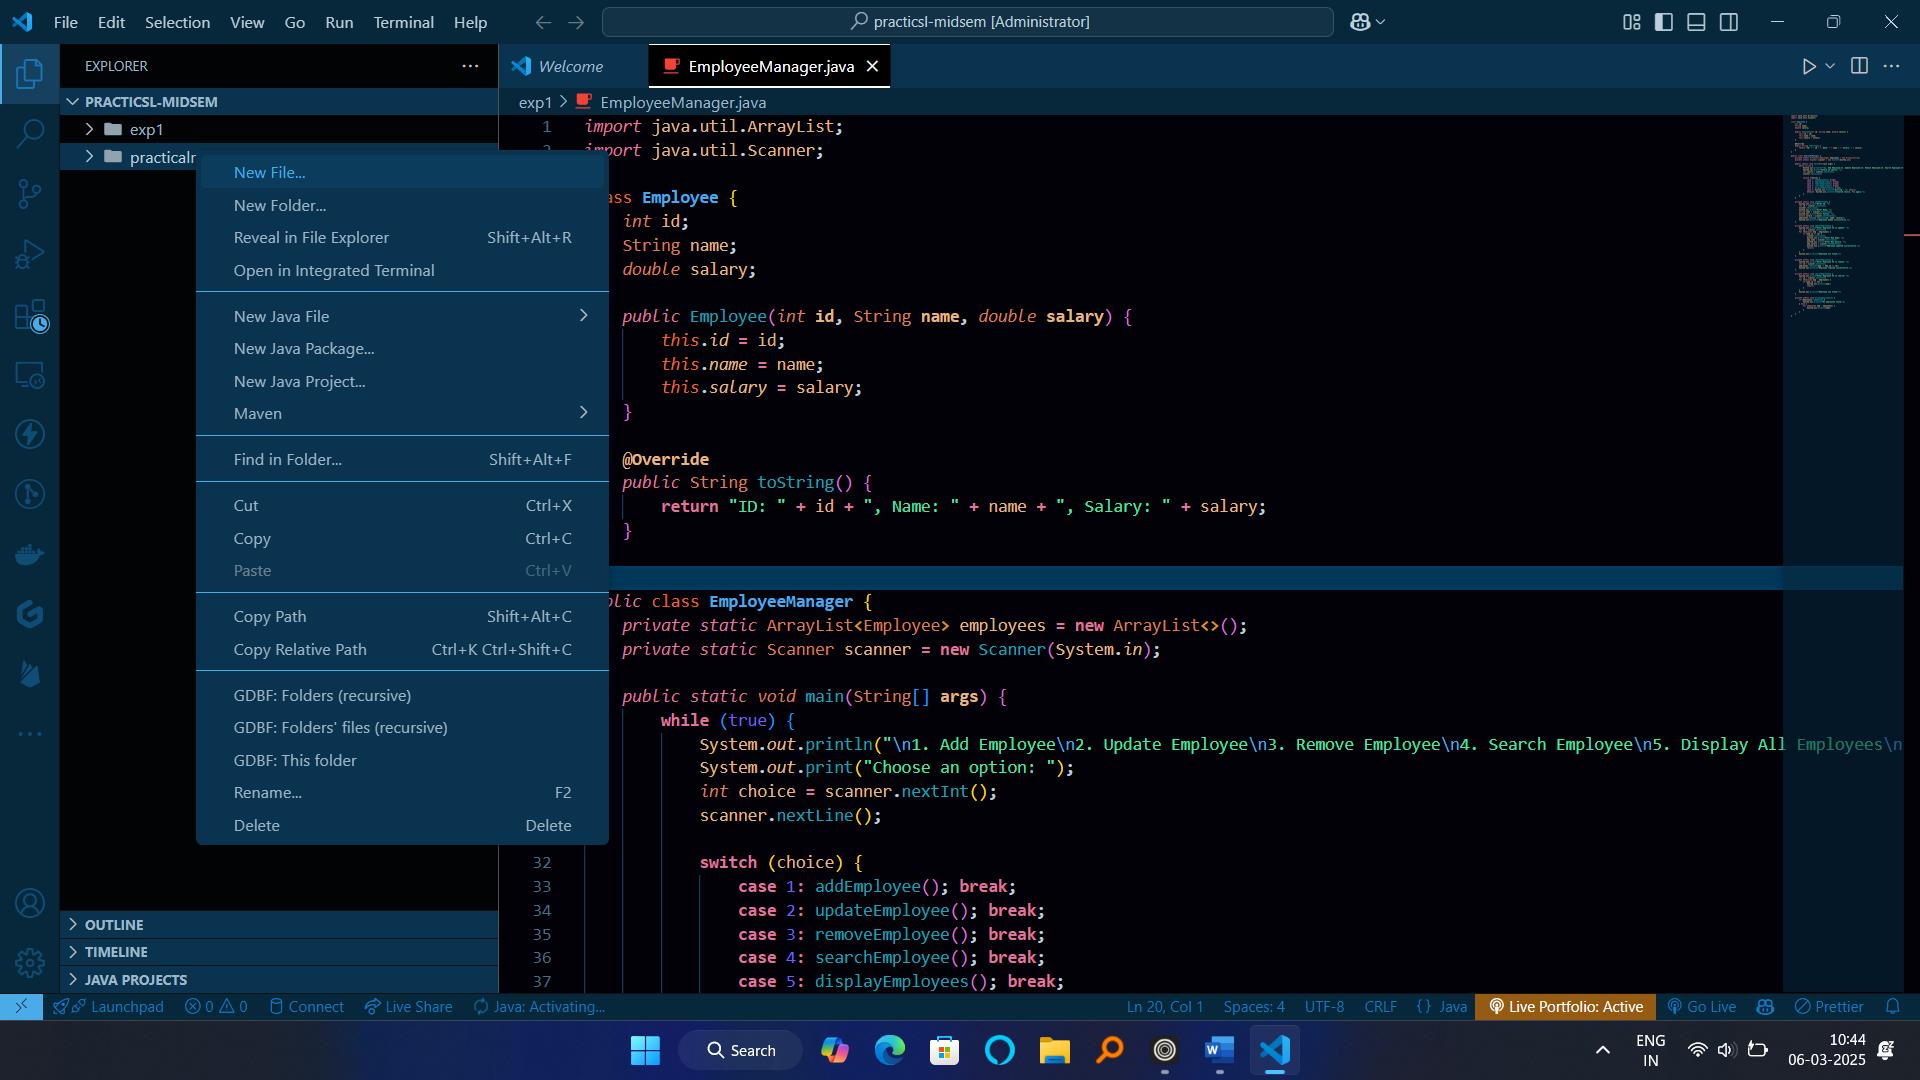 File Edit Selection View Go Run Terminal Help
practicsl-midsem [Administrator]
EXPLORER
Welcome
EmployeeManager.java
PRACTICSL-MIDSEM
exp1 > EmployeeManager.java
exp1
New File...
New Folder...
Reveal in File Explorer Shift+Alt+R
Open in Integrated Terminal
New Java File
New Java Package...
New Java Project...
Maven
Find in Folder... Shift+Alt+F
Cut Ctrl+X
Copy Ctrl+C
Paste Ctrl+V
Copy Path Shift+Alt+C
Copy Relative Path Ctrl+K Ctrl+Shift+C
GDBF: Folders (recursive)
GDBF: Folders' files (recursive)
GDBF: This folder
Rename... F2
Delete Delete
OUTLINE
TIMELINE
JAVA PROJECTS
1 import java.util.ArrayList;
import java.util.Scanner;
ass Employee {
int id;
String name;
double salary;
public Employee(int id, String name, double salary) {
this.id = id;
this.name = name;
this.salary = salary;
}
@Override
public String toString() {
return "ID: " + id + ", Name: " + name + ", Salary: " + salary;
}
blic class EmployeeManager {
private static ArrayList<Employee> employees = new ArrayList<>();
private static Scanner scanner = new Scanner(System.in);
public static void main(String[] args) {
while (true) {
System.out.println("\n1. Add Employee\n2. Update Employee\n3. Remove Employee\n4. Search Employee\n5. Display All Employees\n
System.out.print("Choose an option: ");
int choice = scanner.nextInt();
scanner.nextLine();
32 switch (choice) {
33 case 1: addEmployee(); break;
34 case 2: updateEmployee(); break;
35 case 3: removeEmployee(); break;
36 case 4: searchEmployee(); break;
37 case 5: displayEmployees(); break;
Launchpad 0 0 Connect Live Share Java: Activating... Ln 20, Col 1 Spaces: 4 UTF-8 CRLF {} Java Live Portfolio: Active Go Live Prettier
Search
ENG
IN
10:44
06-03-2025